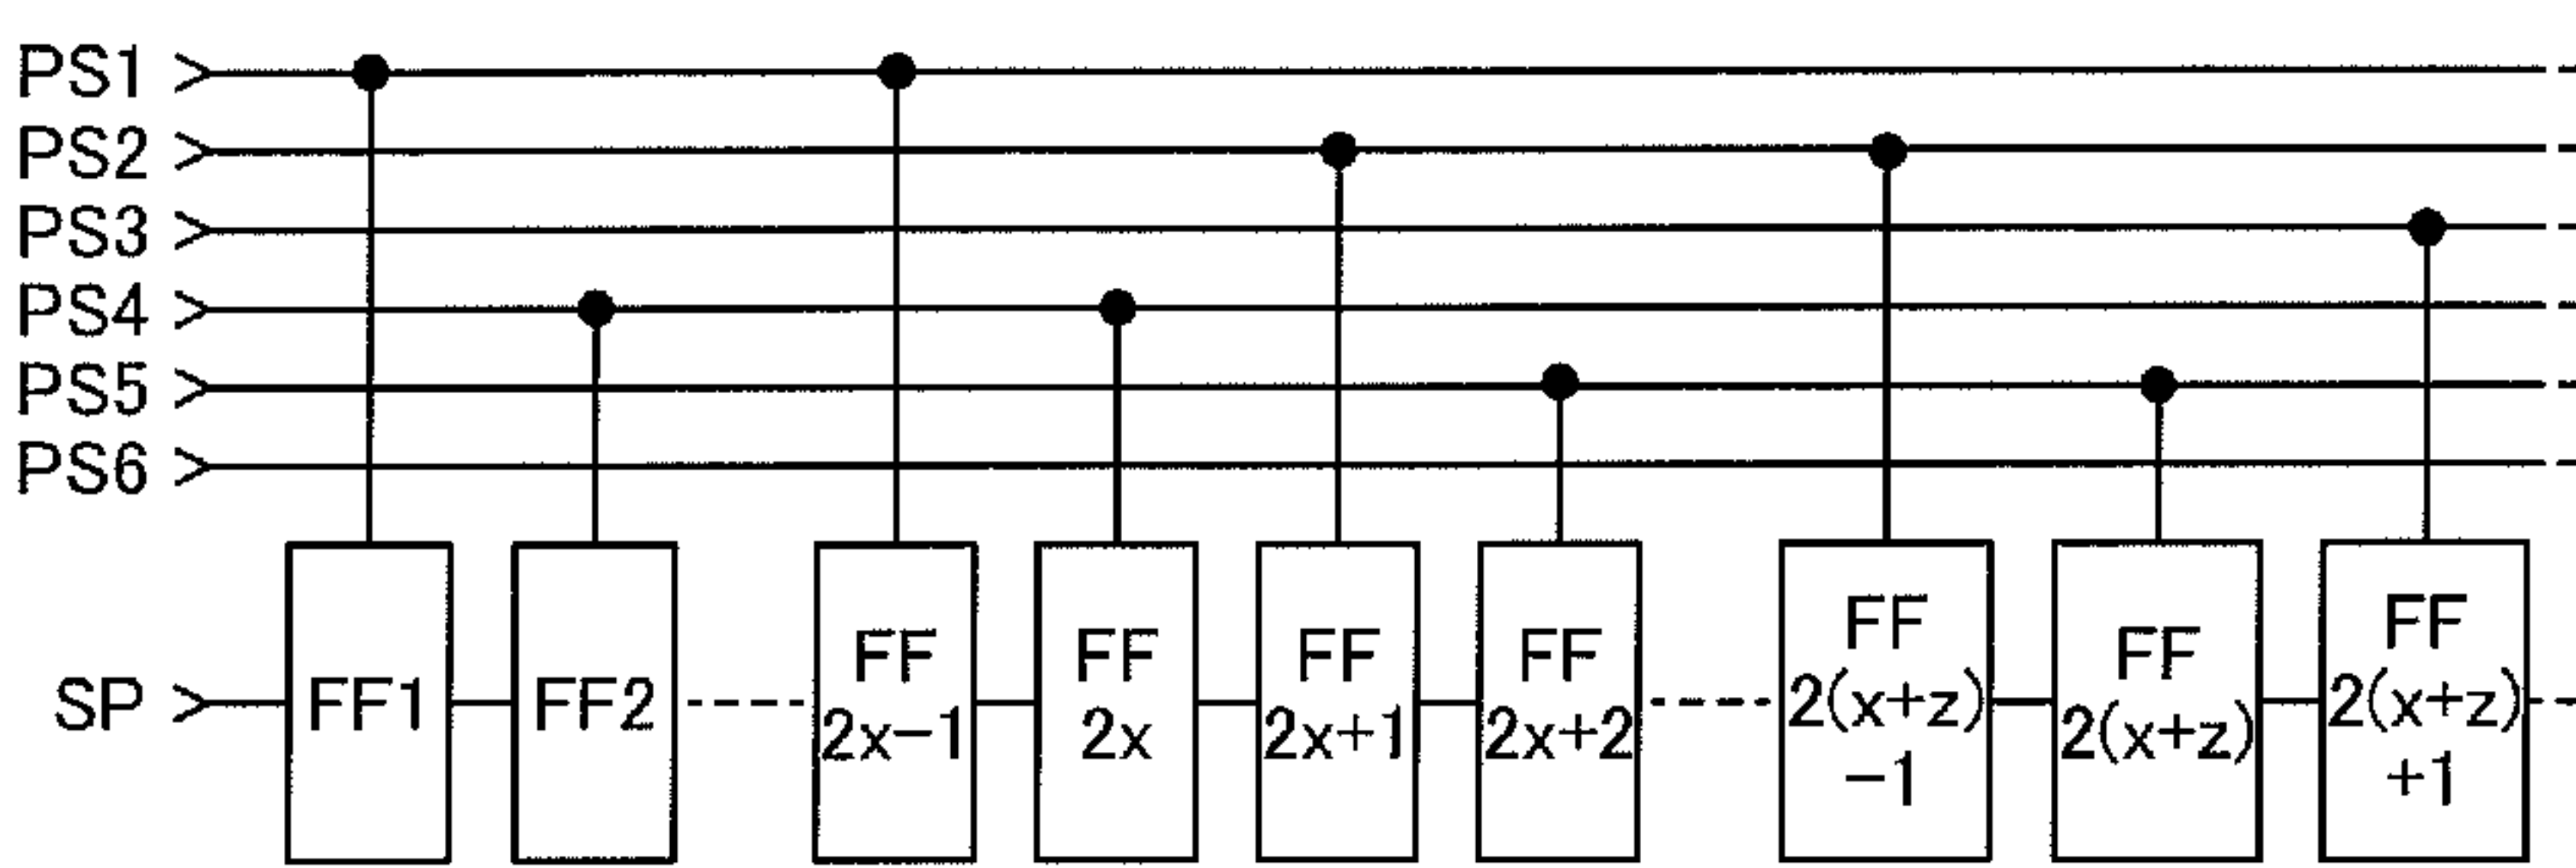 PS1
PS2
PS3
PS4
PS5
PS6
SP
FF1
FF2
FF
2x-1
FF
2x
FF
2x+1
FF
2x+2
FF
2(x+z)
-1
FF
2(x+z)
FF
2(x+z)
+1